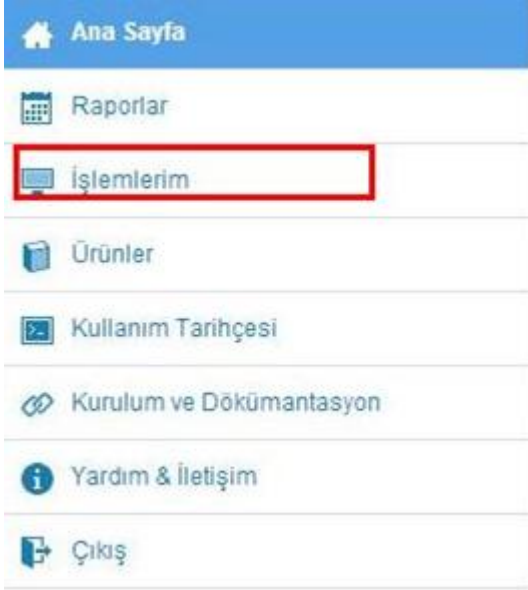 Ana Sayfa
Raporlar
İşlemlerim
Ürünler
Kullanım Tarihçesi
Kurulum ve Dökümantasyon
Yardım & İletişim
Çıkış